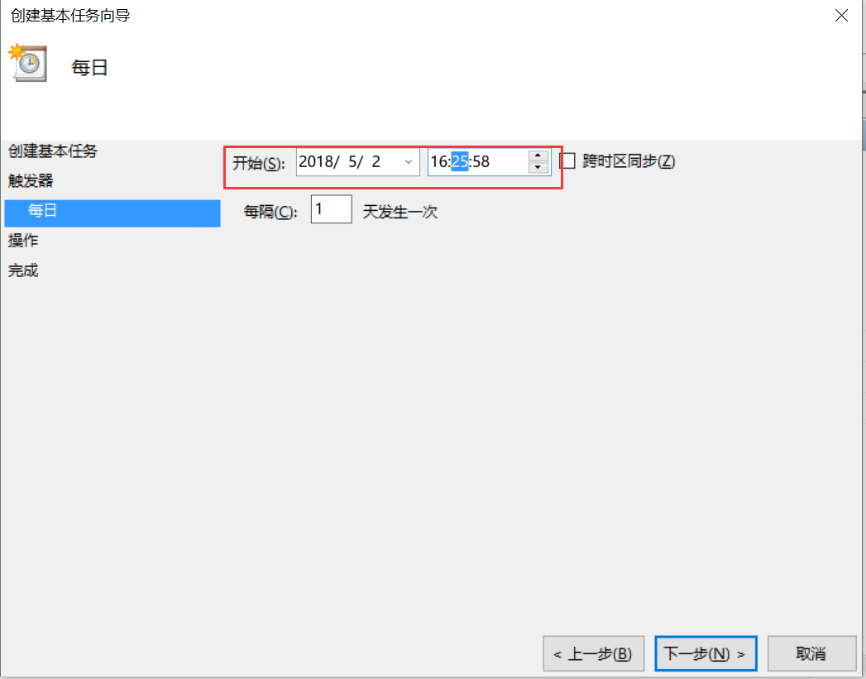 创建基本任务向导
每日
创建基本任务
触发器
每日
操作
完成
开始(S): 2018/ 5/ 2 16:25:58 跨时区同步(Z)
每隔(C): 1 天发生一次
< 上一步(B) 下一步(N) > 取消